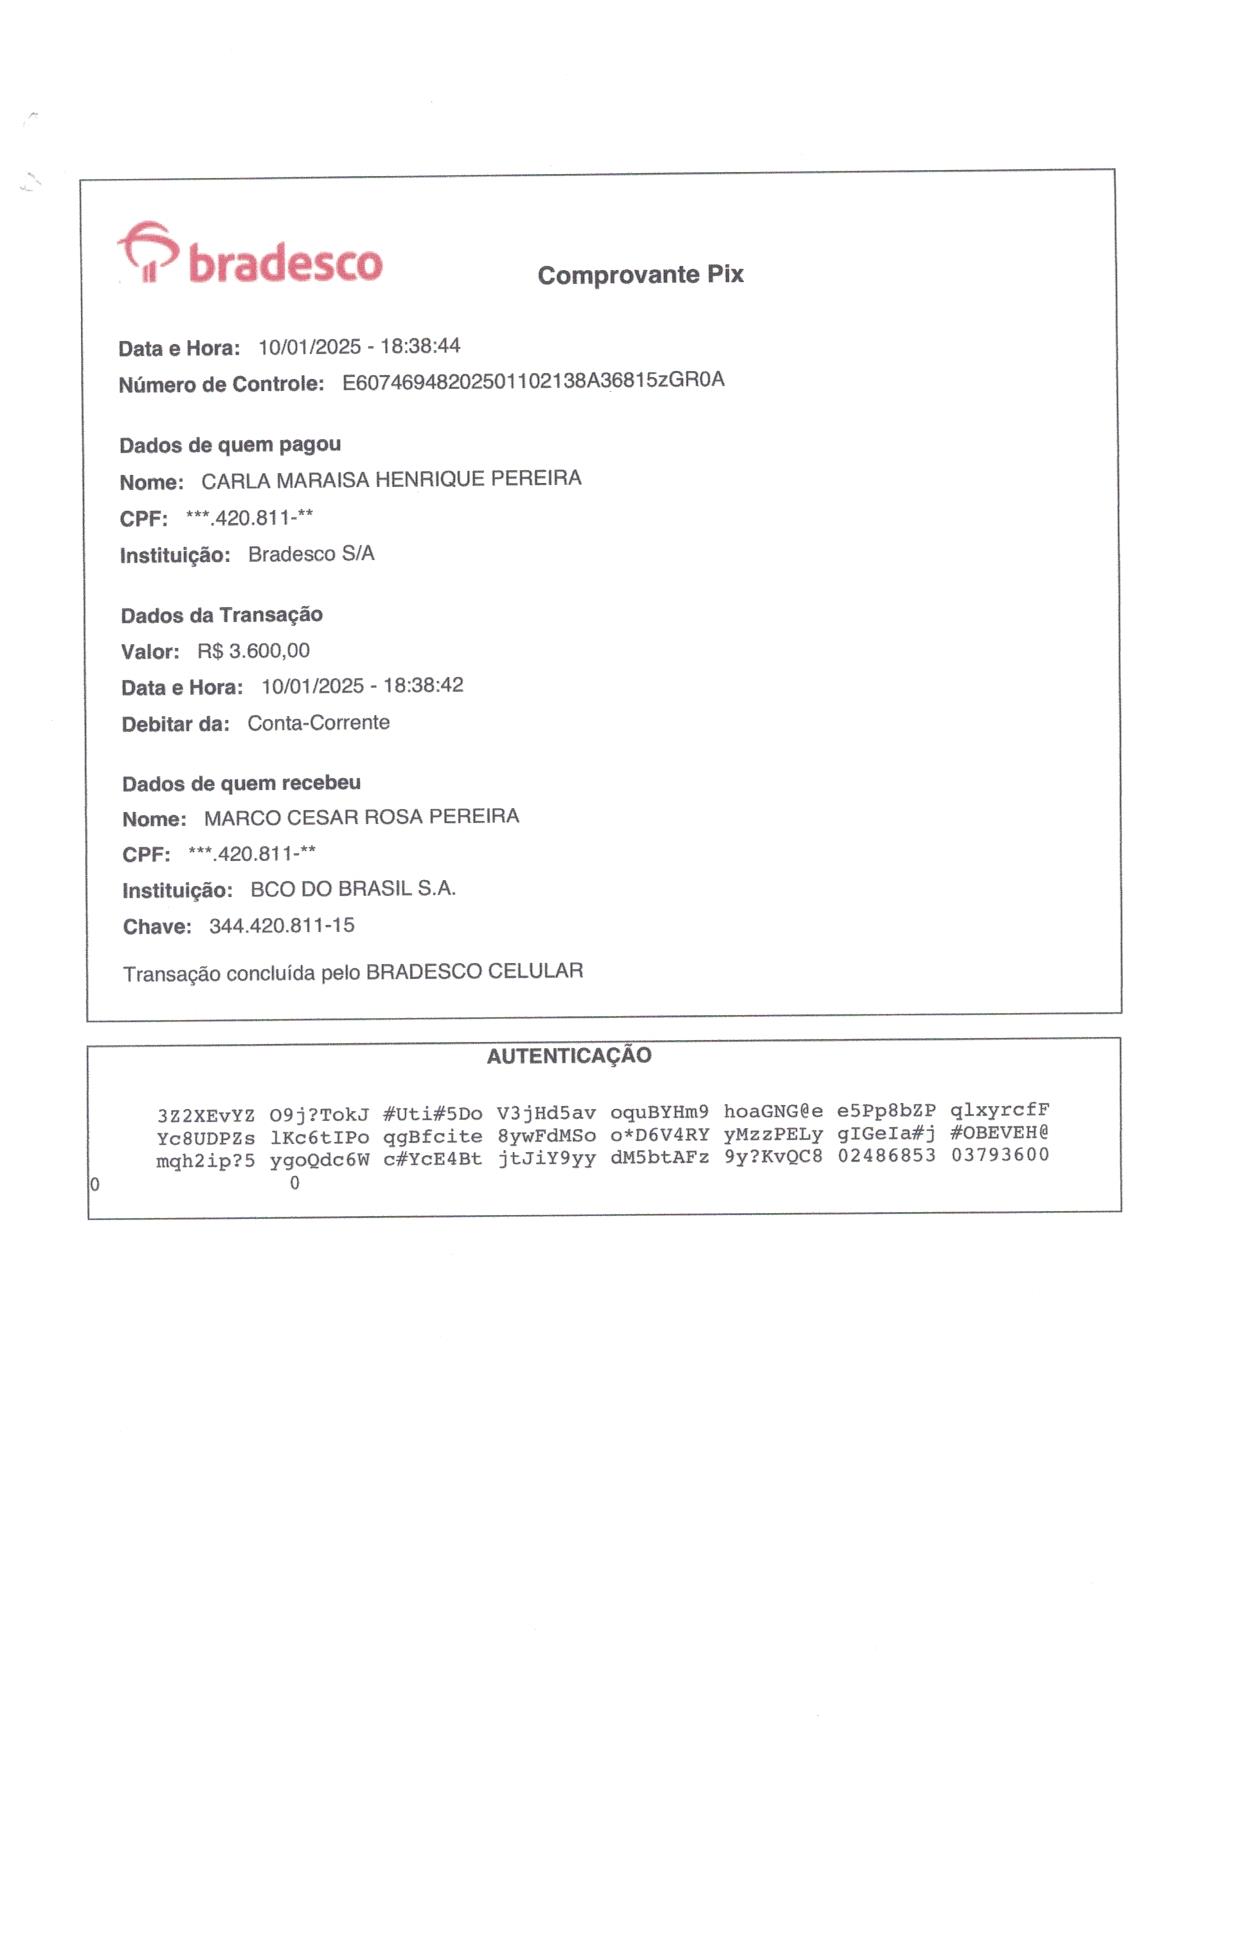 bradesco
Comprovante Pix
Data e Hora: 10/01/2025 - 18:38:44
Número de Controle: E60746948202501102138A36815zGR0A
Dados de quem pagou
Nome: CARLA MARAISA HENRIQUE PEREIRA
CPF: ***.420.811-**
Instituição: Bradesco S/A
Dados da Transação
Valor: R$ 3.600,00
Data e Hora: 10/01/2025 - 18:38:42
Debitar da: Conta-Corrente
Dados de quem recebeu
Nome: MARCO CESAR ROSA PEREIRA
CPF: ***.420.811-**
Instituição: BCO DO BRASIL S.A.
Chave: 344.420.811-15
Transação concluída pelo BRADESCO CELULAR
AUTENTICAÇÃO
3Z2XEvYZ O9j?TokJ #Uti#5Do V3jHd5av oquBYHm9 hoaGNG@e e5Pp8bZP qlxyrcfF
Yc8UDPZs lKc6tIPo qgBfcite 8ywFdMSo o*D6V4RY yMzzPELy gIGeIa#j #OBEVEH@
mqh2ip?5 ygoQdc6W c#YcE4Bt jtJiY9yy dM5btAFz 9y?KvQC8 02486853 03793600
0 0